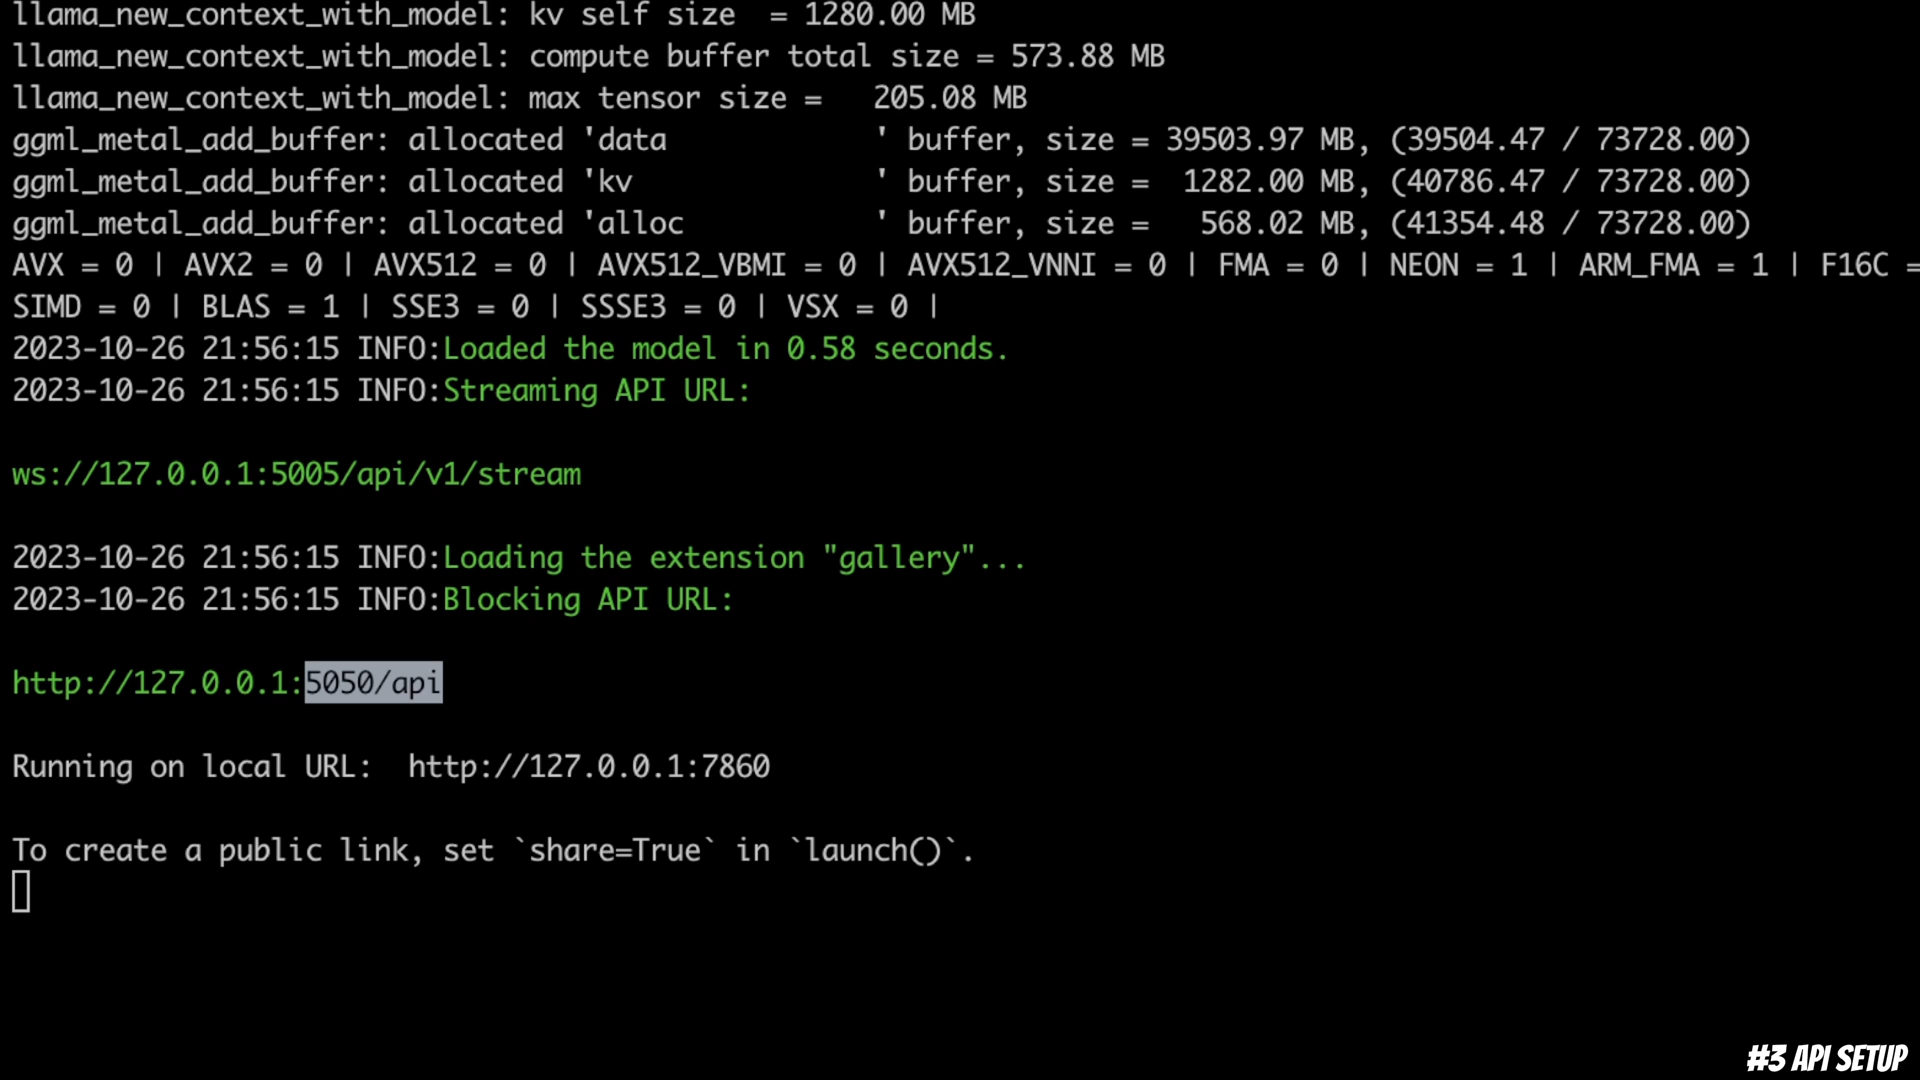 llama_new_context_with_model: kv self size  = 1280.00 MB
llama_new_context_with_model: compute buffer total size = 573.88 MB
llama_new_context_with_model: max tensor size =   205.08 MB
ggml_metal_add_buffer: allocated 'data            ' buffer, size = 39503.97 MB, (39504.47 / 73728.00)
ggml_metal_add_buffer: allocated 'kv              ' buffer, size =  1282.00 MB, (40786.47 / 73728.00)
ggml_metal_add_buffer: allocated 'alloc           ' buffer, size =   568.02 MB, (41354.48 / 73728.00)
AVX = 0 | AVX2 = 0 | AVX512 = 0 | AVX512_VBMI = 0 | AVX512_VNNI = 0 | FMA = 0 | NEON = 1 | ARM_FMA = 1 | F16C =
SIMD = 0 | BLAS = 1 | SSE3 = 0 | SSSE3 = 0 | VSX = 0 |
2023-10-26 21:56:15 INFO:Loaded the model in 0.58 seconds.
2023-10-26 21:56:15 INFO:Streaming API URL:
ws://127.0.0.1:5005/api/v1/stream
2023-10-26 21:56:15 INFO:Loading the extension "gallery"...
2023-10-26 21:56:15 INFO:Blocking API URL:
http://127.0.0.1:5050/api
Running on local URL:  http://127.0.0.1:7860
To create a public link, set `share=True` in `launch()`.
#3 API SETUP